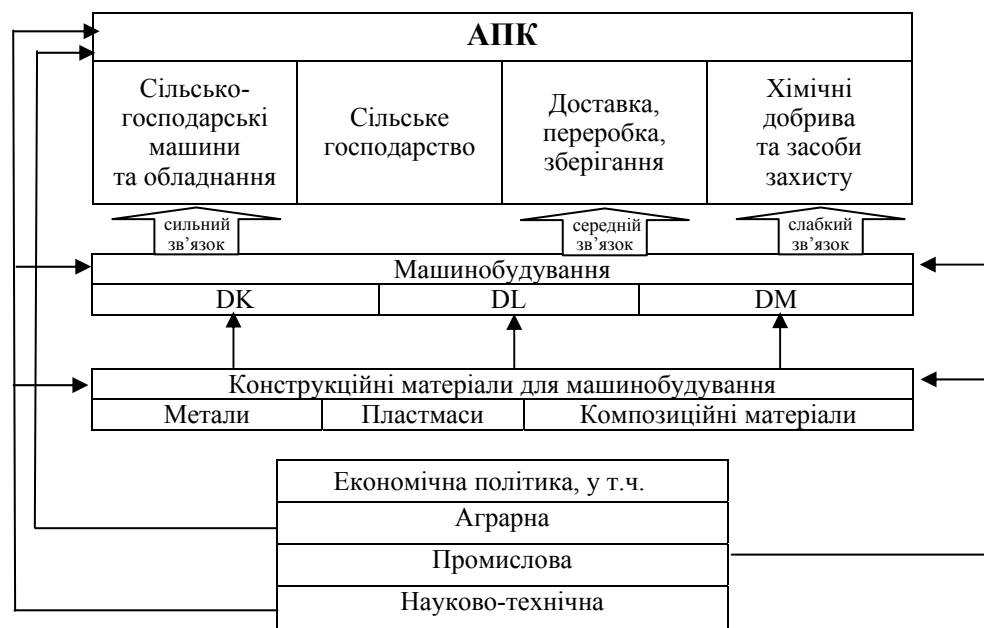 АПК
Сільсько-
господарські
машини
та обладнання
Сільське
господарство
Доставка,
переробка,
зберігання
Хімічні
добрива
та засоби
захисту
сильний
зв’язок
середній
зв’язок
слабкий
зв’язок
Машинобудування
DK
DL
DM
Конструкційні матеріали для машинобудування
Метали
Пластмаси
Композиційні матеріали
Економічна політика, у т.ч.
Аграрна
Промислова
Науково-технічна